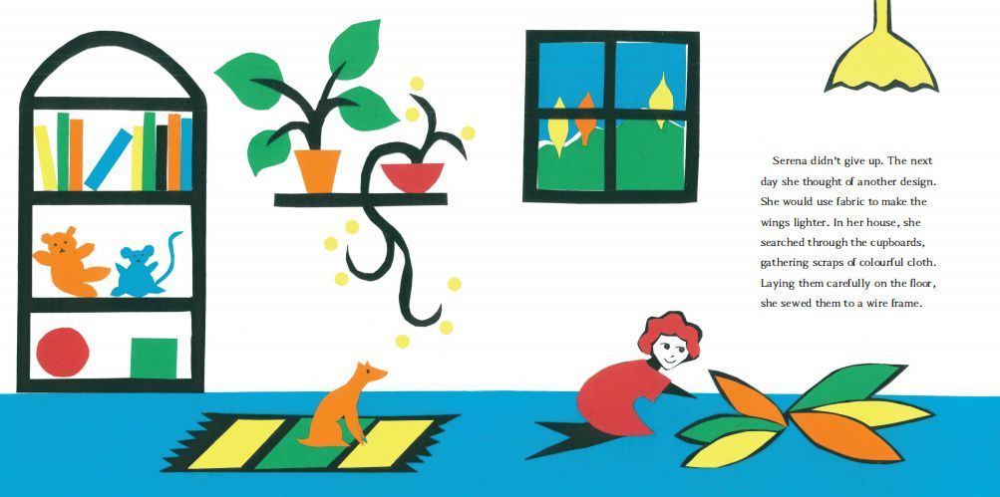 Serena didn't give up. The next
day she thought of another design.
She would use fabric to make the
wings lighter. In her house, she
searched through the cupboards,
gathering scraps of colourful cloth.
Laying them carefully on the floor,
she sewed them to a wire frame.